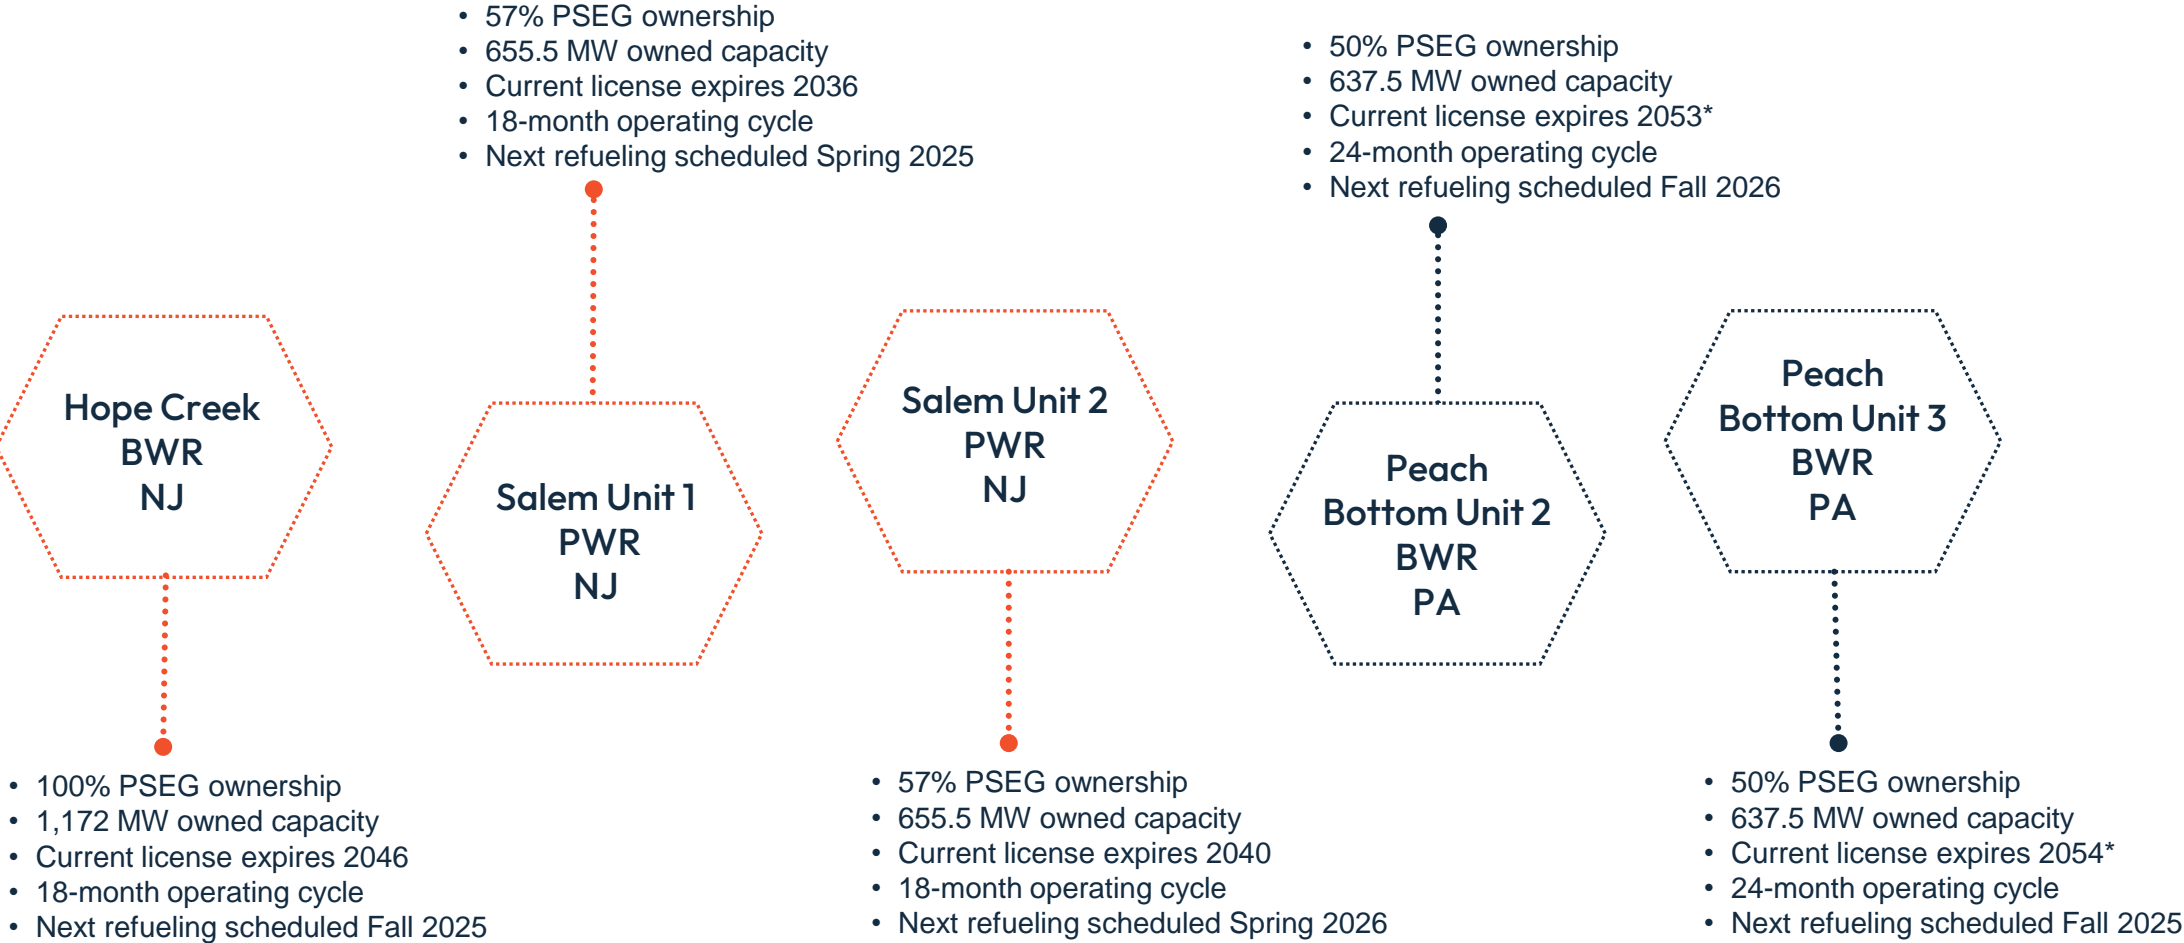 • 57% PSEG ownership
• 655.5 MW owned capacity
• Current license expires 2036
• 18-month operating cycle
• Next refueling scheduled Spring 2025
• 50% PSEG ownership
• 637.5 MW owned capacity
• Current license expires 2053*
• 24-month operating cycle
• Next refueling scheduled Fall 2026
Hope Creek
BWR
NJ
Salem Unit 1
PWR
NJ
Salem Unit 2
PWR
NJ
Peach
Bottom Unit 2
BWR
PA
Peach
Bottom Unit 3
BWR
PA
• 100% PSEG ownership
• 1,172 MW owned capacity
• Current license expires 2046
• 18-month operating cycle
• Next refueling scheduled Fall 2025
• 57% PSEG ownership
• 655.5 MW owned capacity
• Current license expires 2040
• 18-month operating cycle
• Next refueling scheduled Spring 2026
• 50% PSEG ownership
• 637.5 MW owned capacity
• Current license expires 2054*
• 24-month operating cycle
• Next refueling scheduled Fall 2025